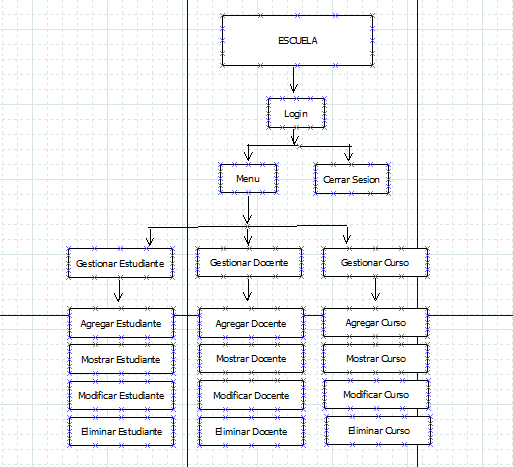 ESCUELA
Login
Menu
Cerrar Sesion
Gestionar Estudiante
Gestionar Docente
Gestionar Curso
Agregar Estudiante
Agregar Docente
Agregar Curso
Mostrar Estudiante
Mostrar Docente
Mostrar Curso
Modificar Estudiante
Modificar Docente
Modificar Curso
Eliminar Estudiante
Eliminar Docente
Eliminar Curso